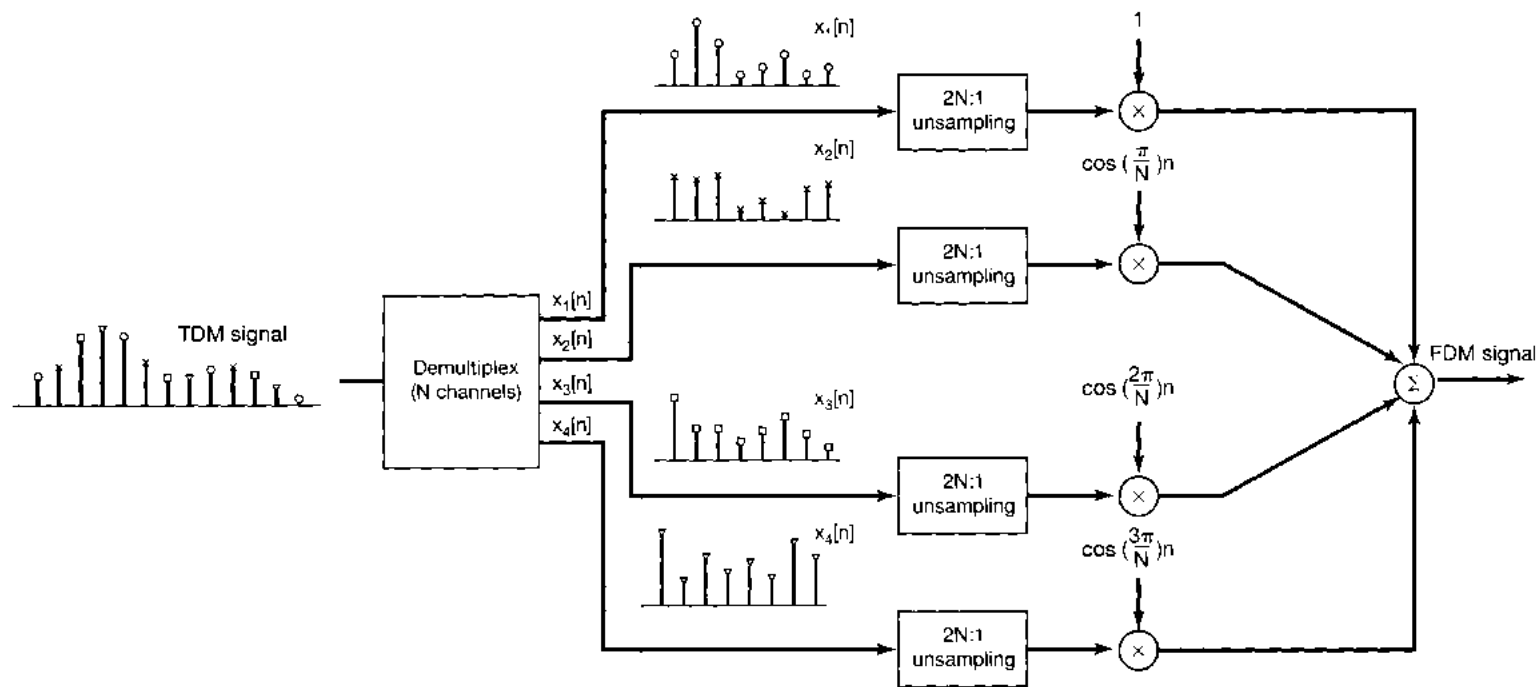 x₁[n]
1
2N:1
unsampling
x₂[n]
cos (π/N)n
2N:1
unsampling
TDM signal
Demultiplex
(N channels)
x₁[n]
x₂[n]
x₃[n]
x₄[n]
FDM signal
Σ
x₃[n]
cos (2π/N)n
2N:1
unsampling
x₄[n]
cos (3π/N)n
2N:1
unsampling